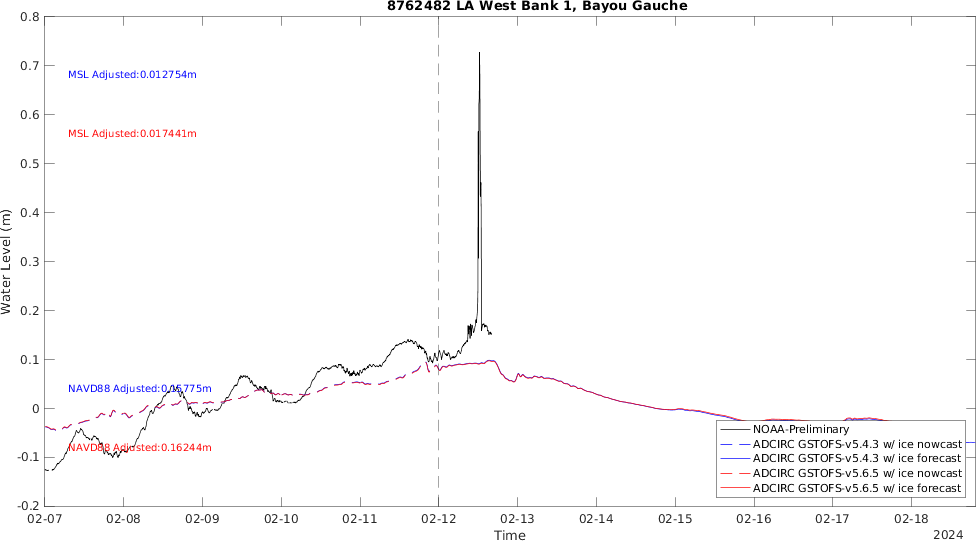 8762482 LA West Bank 1, Bayou Gauche
0.8
0.7
0.6
0.5
0.4
0.3
0.2
0.1
0
-0.1
-0.2
Water Level (m)
MSL Adjusted:0.012754m
MSL Adjusted:0.017441m
NAVD88 Adjusted:0.15775m
NAVD88 Adjusted:0.16244m
NOAA-Preliminary
ADCIRC GSTOFS-v5.4.3 w/ ice nowcast
ADCIRC GSTOFS-v5.4.3 w/ ice forecast
ADCIRC GSTOFS-v5.6.5 w/ ice nowcast
ADCIRC GSTOFS-v5.6.5 w/ ice forecast
02-07 02-08 02-09 02-10 02-11 02-12 02-13 02-14 02-15 02-16 02-17 02-18
Time
2024